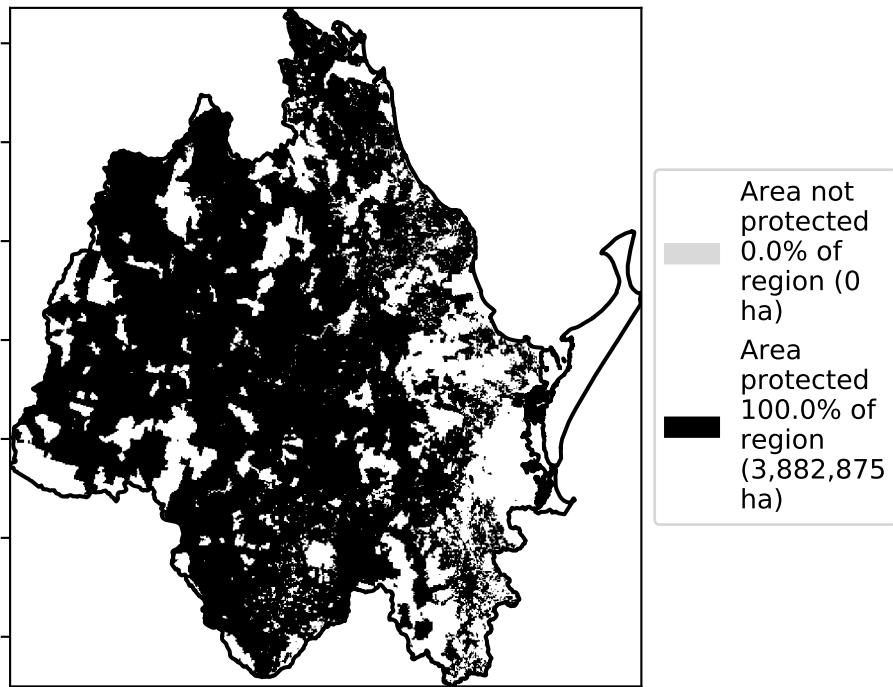 Area not
protected
0.0% of
region (0
ha)
Area
protected
100.0% of
region
(3,882,875
ha)